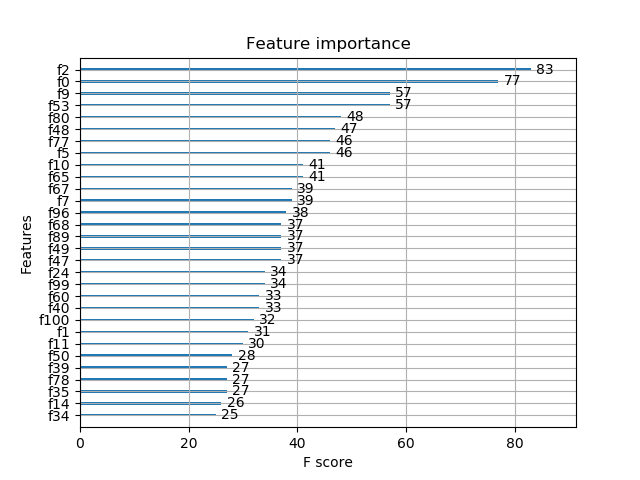 Feature importance
f2 83
f0 77
f9 57
f53 57
f80 48
f48 47
f77 46
f5 46
f10 41
f65 41
f67 39
f7 39
f96 38
f68 37
f89 37
f49 37
f47 37
f24 34
f99 34
f60 33
f40 33
f100 32
f1 31
f11 30
f50 28
f39 27
f78 27
f35 27
f14 26
f34 25
Features
0 20 40 60 80
F score